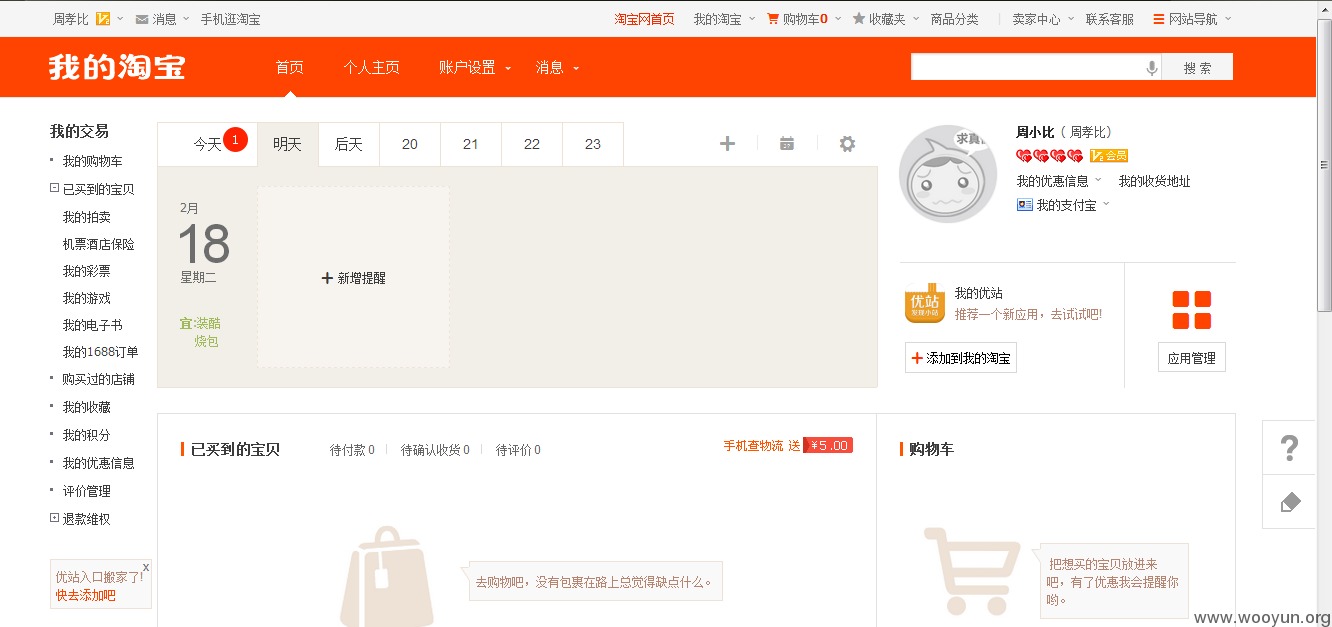 周孝比 V2 消息 手机逛淘宝 淘宝网首页 我的淘宝 购物车0 收藏夹 商品分类 卖家中心 联系客服 网站导航
我的淘宝 首页 个人主页 账户设置 消息 搜 索
我的交易
我的购物车
已买到的宝贝
我的拍卖
机票酒店保险
我的彩票
我的游戏
我的电子书
我的1688订单
购买过的店铺
我的收藏
我的积分
我的优惠信息
评价管理
退款维权
优站入口搬家了! x
快去添加吧
今天 1 明天 后天 20 21 22 23
2月
18
星期二
宜:装酷
烧包
+ 新增提醒
求真相
周小比（ 周孝比）
V2 会员
我的优惠信息 我的收货地址
我的支付宝
优站
发现小站
我的优站
推荐一个新应用，去试试吧!
+ 添加到我的淘宝
应用管理
已买到的宝贝 待付款 0 待确认收货 0 待评价 0 手机查物流 送 ¥5.00
去购物吧，没有包裹在路上总觉得缺点什么。
购物车
把想买的宝贝放进来
吧，有了优惠我会提醒你
哟。
?
www.wooyun.org